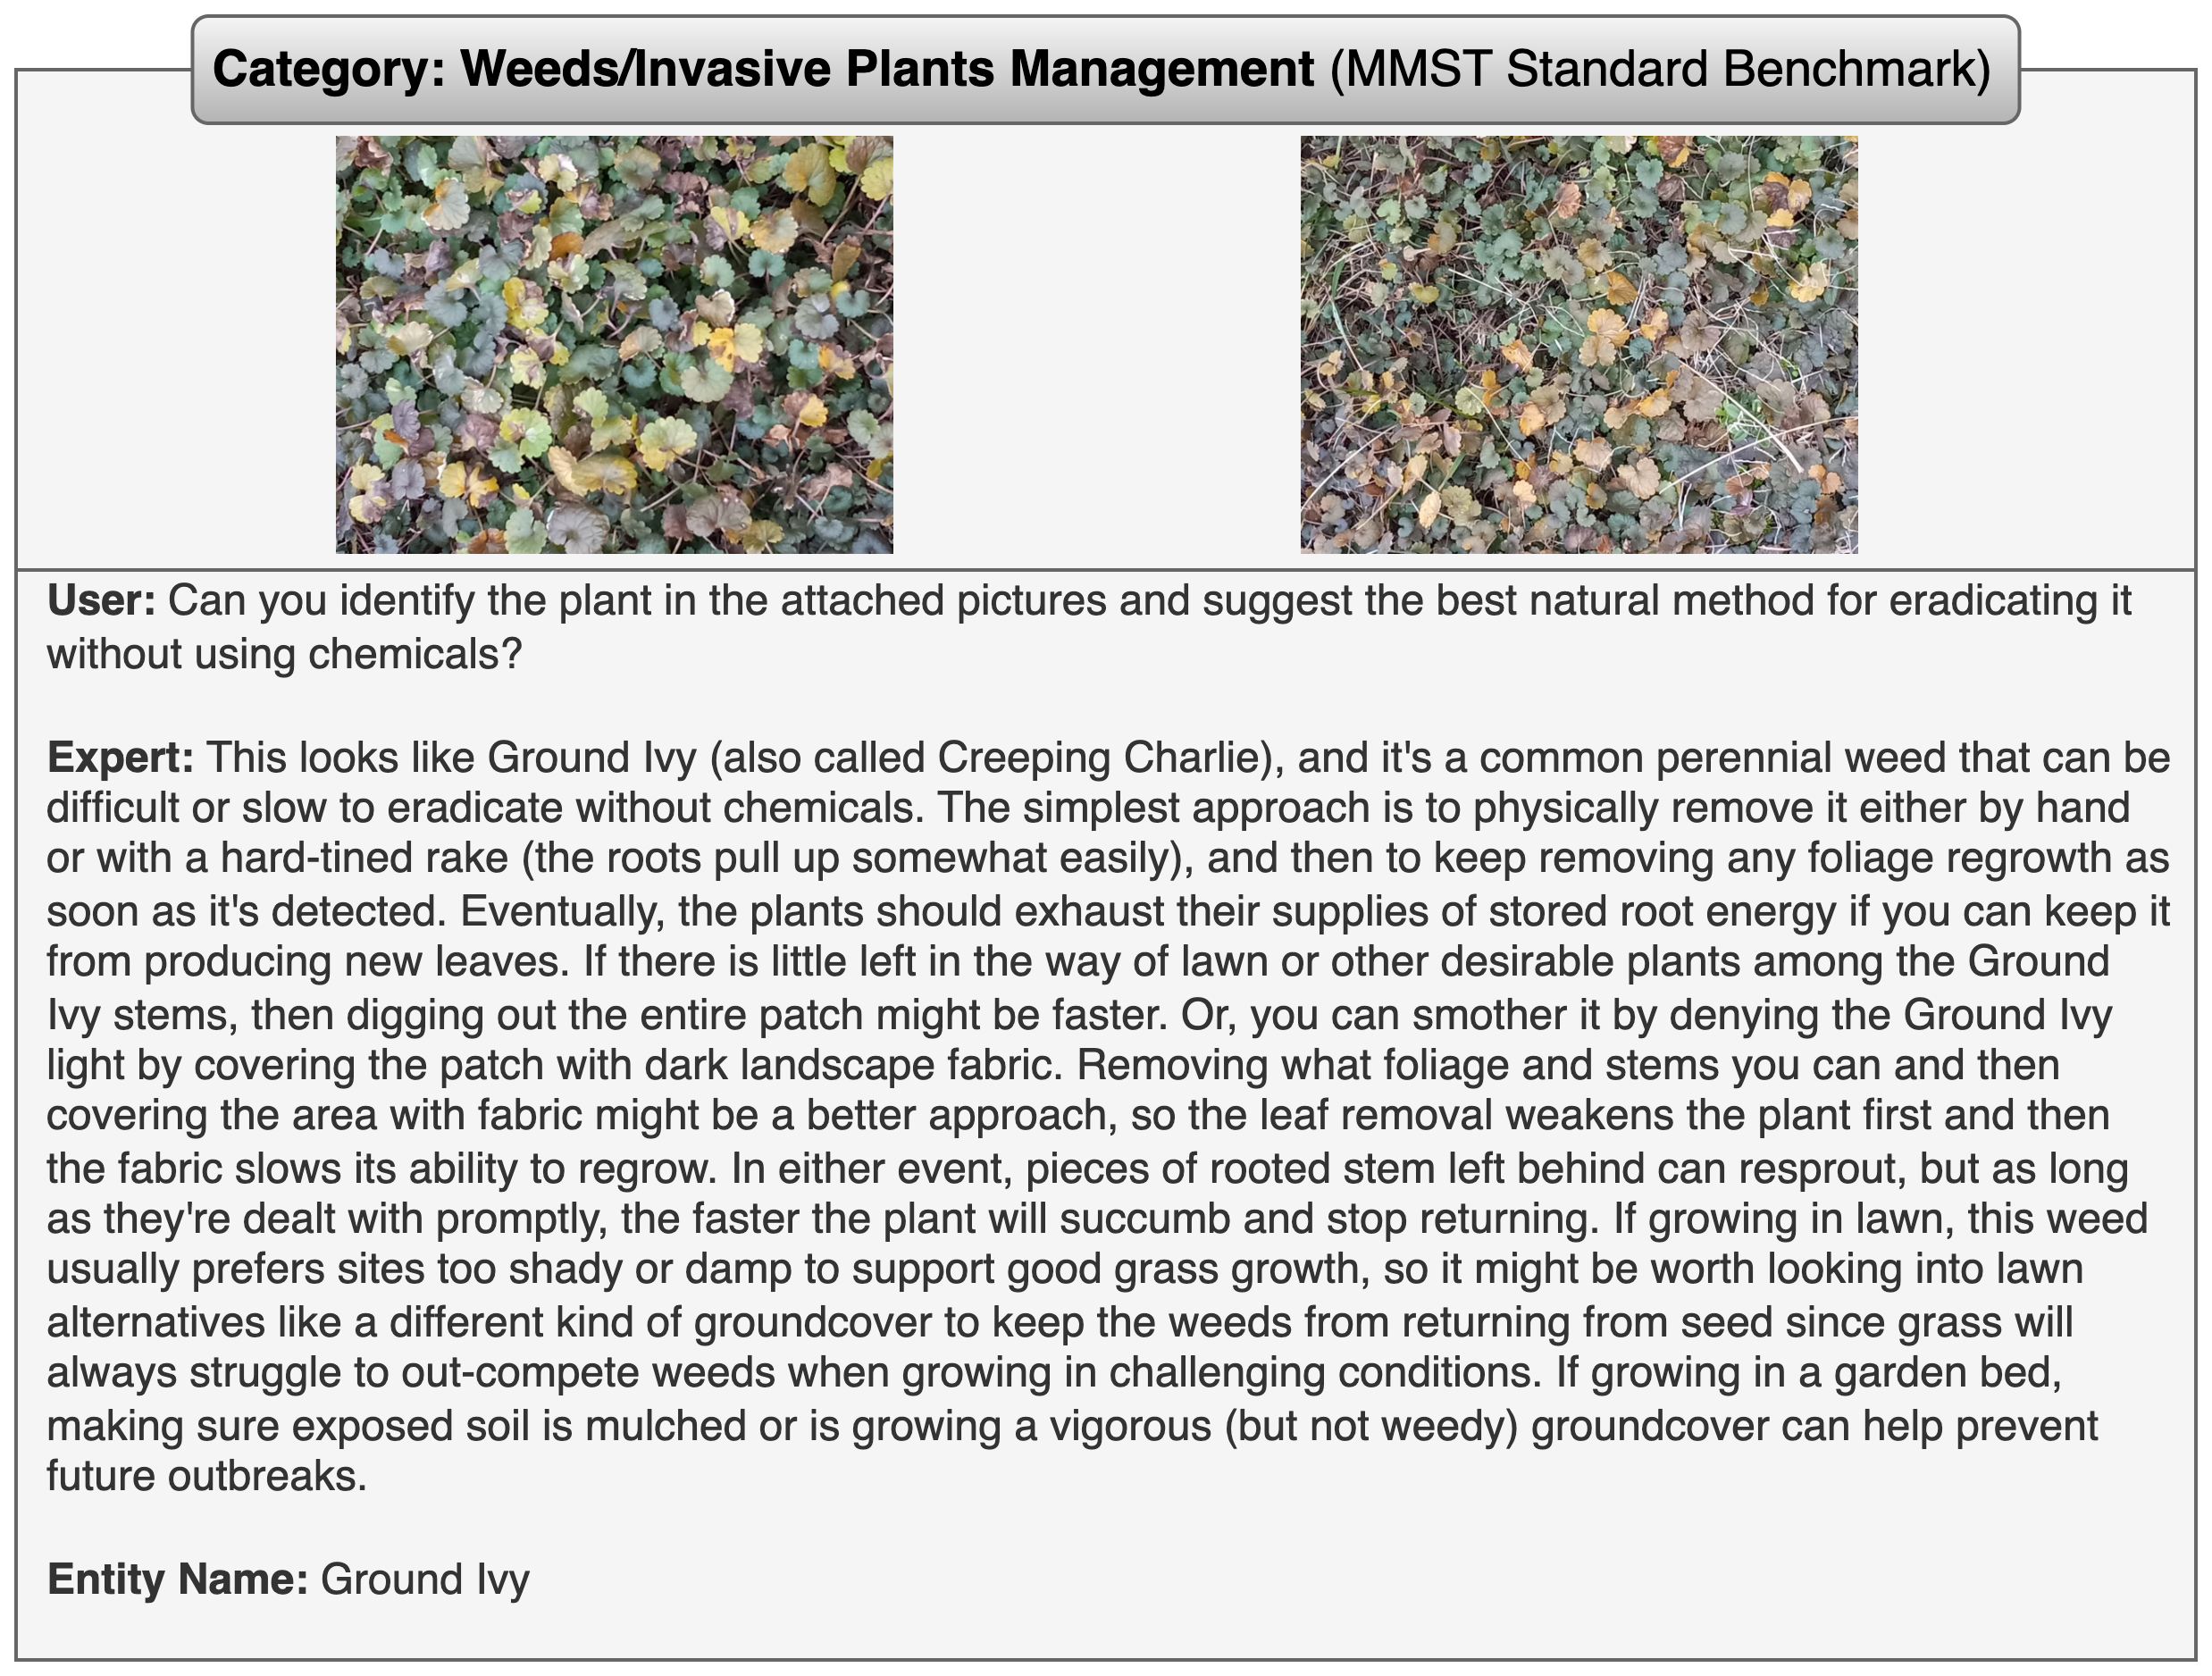 Category: Weeds/Invasive Plants Management (MMST Standard Benchmark)
User: Can you identify the plant in the attached pictures and suggest the best natural method for eradicating it
without using chemicals?
Expert: This looks like Ground Ivy (also called Creeping Charlie), and it's a common perennial weed that can be
difficult or slow to eradicate without chemicals. The simplest approach is to physically remove it either by hand
or with a hard-tined rake (the roots pull up somewhat easily), and then to keep removing any foliage regrowth as
soon as it's detected. Eventually, the plants should exhaust their supplies of stored root energy if you can keep it
from producing new leaves. If there is little left in the way of lawn or other desirable plants among the Ground
Ivy stems, then digging out the entire patch might be faster. Or, you can smother it by denying the Ground Ivy
light by covering the patch with dark landscape fabric. Removing what foliage and stems you can and then
covering the area with fabric might be a better approach, so the leaf removal weakens the plant first and then
the fabric slows its ability to regrow. In either event, pieces of rooted stem left behind can resprout, but as long
as they're dealt with promptly, the faster the plant will succumb and stop returning. If growing in lawn, this weed
usually prefers sites too shady or damp to support good grass growth, so it might be worth looking into lawn
alternatives like a different kind of groundcover to keep the weeds from returning from seed since grass will
always struggle to out-compete weeds when growing in challenging conditions. If growing in a garden bed,
making sure exposed soil is mulched or is growing a vigorous (but not weedy) groundcover can help prevent
future outbreaks.
Entity Name: Ground Ivy